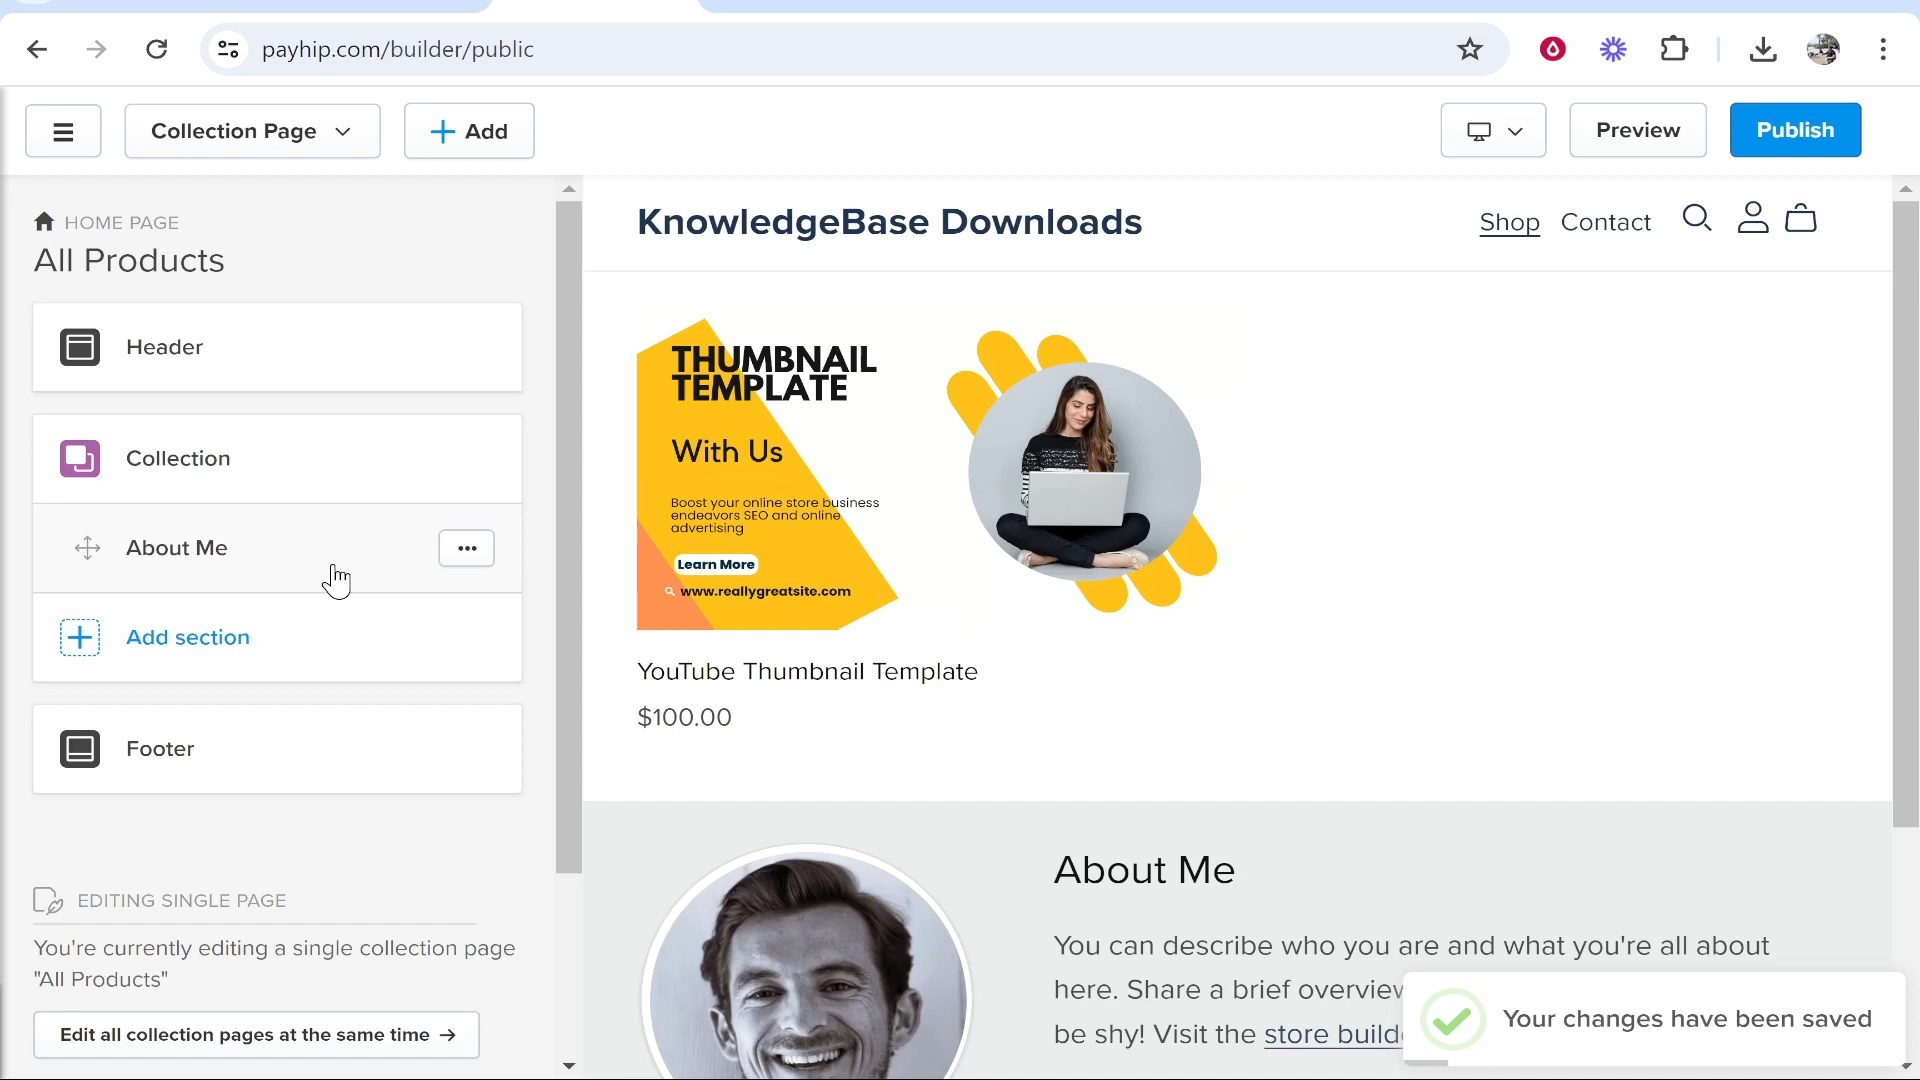 payhip.com/builder/public
Collection Page
Add
Preview
Publish
HOME PAGE
All Products
Header
Collection
About Me
Add section
Footer
EDITING SINGLE PAGE
You're currently editing a single collection page
"All Products"
Edit all collection pages at the same time →
KnowledgeBase Downloads
Shop
Contact
THUMBNAIL
TEMPLATE
With Us
Boost your online store business
endeavors SEO and online
advertising
Learn More
www.reallygreatsite.com
YouTube Thumbnail Template
$100.00
About Me
You can describe who you are and what you're all about
here. Share a brief overview
be shy! Visit the store build
Your changes have been saved